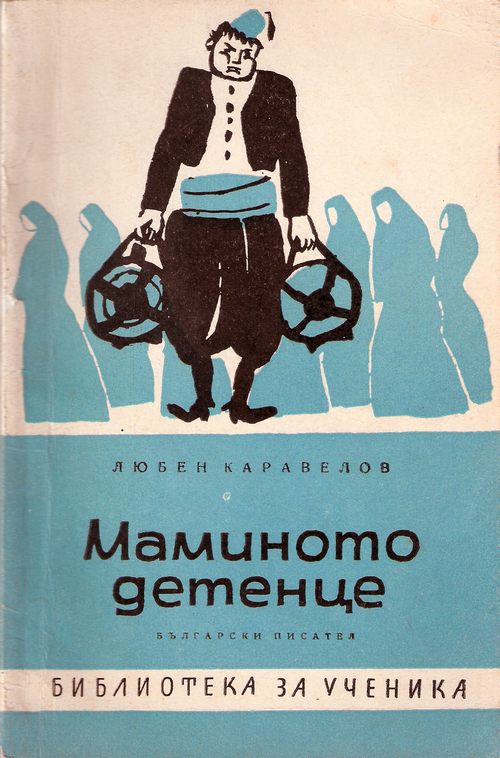 ЛЮБЕН КАРАВЕЛОВ
Маминото
детенце
БЪЛГАРСКИ ПИСАТЕЛ
БИБЛИОТЕКА ЗА УЧЕНИКА